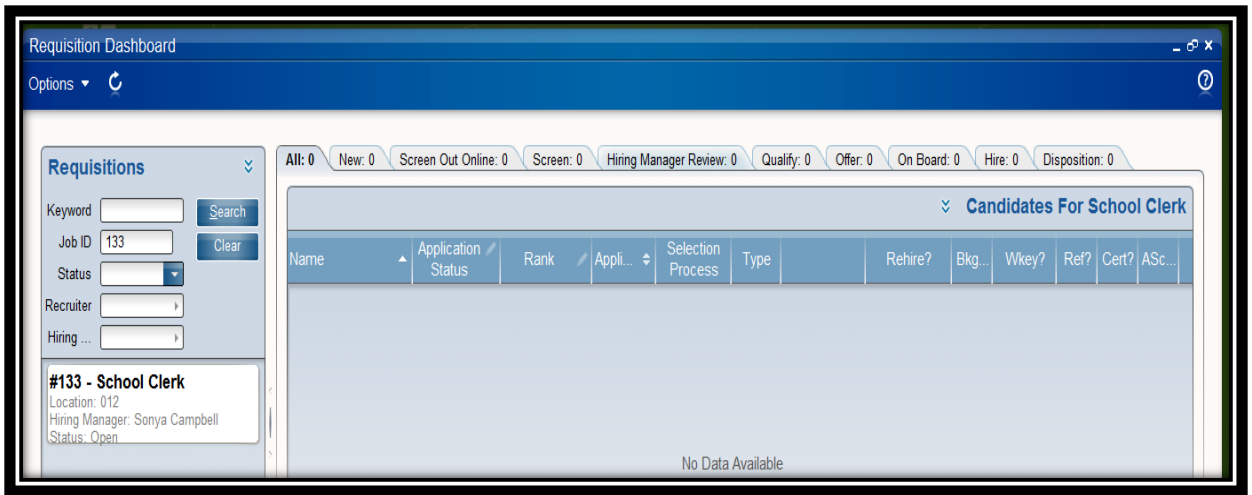 Requisition Dashboard
Options
Requisitions
Keyword
Search
Job ID 133
Clear
Status
Recruiter
Hiring ...
#133 - School Clerk
Location: 012
Hiring Manager: Sonya Campbell
Status: Open
All: 0 New: 0 Screen Out Online: 0 Screen: 0 Hiring Manager Review: 0 Qualify: 0 Offer: 0 On Board: 0 Hire: 0 Disposition: 0
Candidates For School Clerk
Name Application Status Rank Appli... Selection Process Type Rehire? Bkg... Wkey? Ref? Cert? ASc...
No Data Available